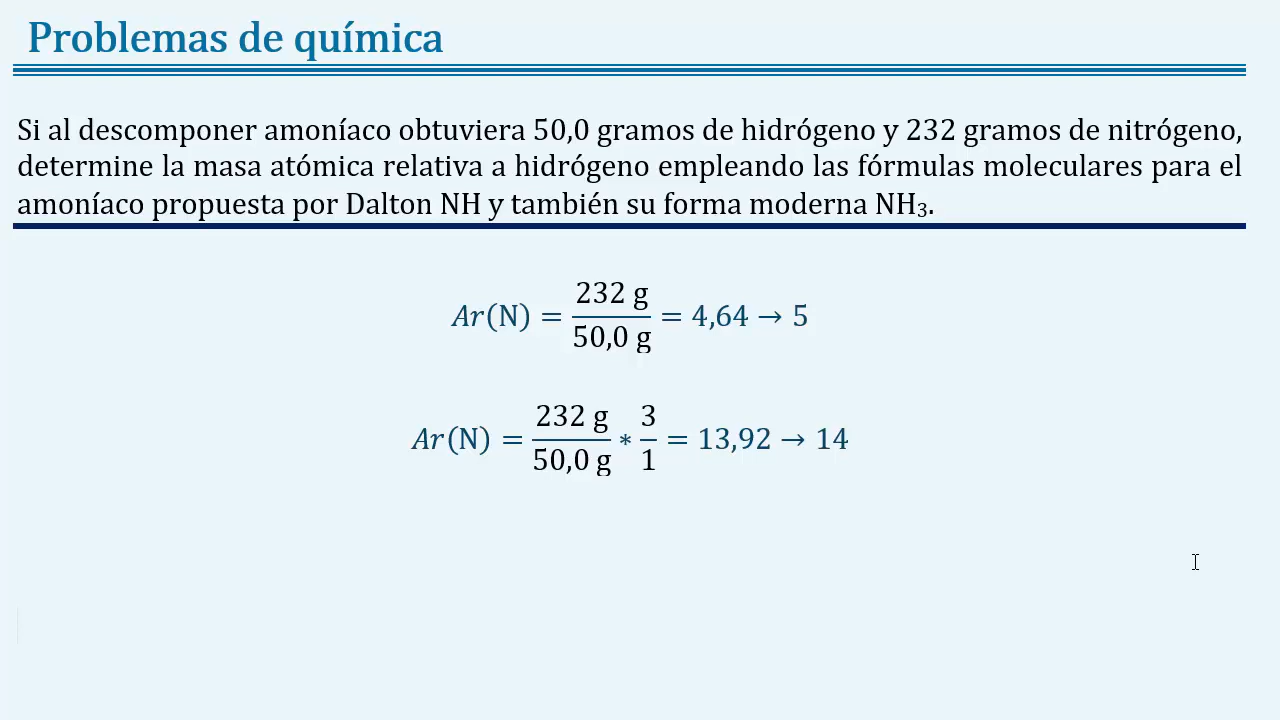 Problemas de química
Si al descomponer amoníaco obtuviera 50,0 gramos de hidrógeno y 232 gramos de nitrógeno,
determine la masa atómica relativa a hidrógeno empleando las fórmulas moleculares para el
amoníaco propuesta por Dalton NH y también su forma moderna NH₃.
Ar(N) = 232 g / 50,0 g = 4,64 → 5
Ar(N) = 232 g / 50,0 g * 3 / 1 = 13,92 → 14